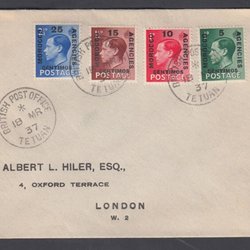 25 15 10 5
MOROCCO AGENCIES MOROCCO AGENCIES MOROCCO AGENCIES MOROCCO AGENCIES
CENTIMOS CENTIMOS CENTIMOS CENTIMOS
POSTAGE POSTAGE POSTAGE POSTAGE
BRITISH POST OFFICE
18 MR
37
TETUAN
ALBERT L. HILER, ESQ.,
4, OXFORD TERRACE
LONDON
W. 2